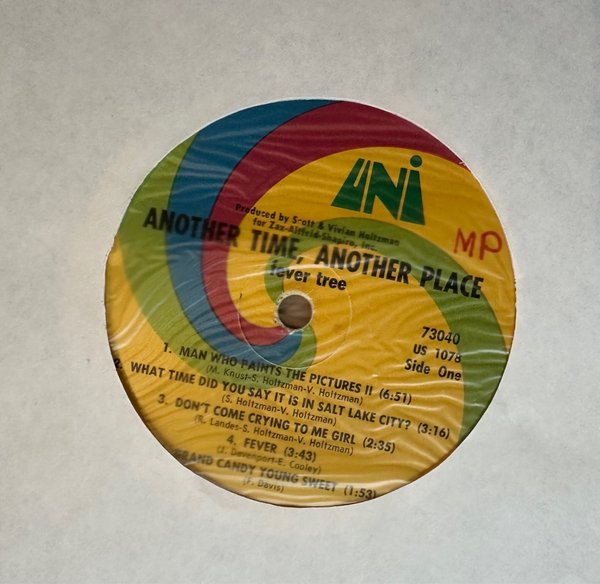 UNI
Produced by Scott & Vivian Holtzman
for Zax-Altfeld-Shapiro, Inc.
ANOTHER TIME, ANOTHER PLACE
fever tree
MP
73040
US 1078
Side One
1. MAN WHO PAINTS THE PICTURES II (6:51)
(M. Knust-S. Holtzman-V. Holtzman)
2. WHAT TIME DID YOU SAY IT IS IN SALT LAKE CITY? (3:16)
(S. Holtzman-V. Holtzman)
3. DON'T COME CRYING TO ME GIRL (2:35)
(R. Landes-S. Holtzman-V. Holtzman)
4. FEVER (3:43)
(J. Davenport-E. Cooley)
GRAND CANDY YOUNG SWEET (1:53)
(F. Davis)